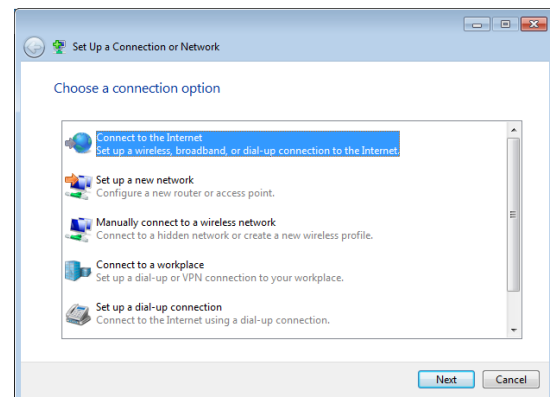 Set Up a Connection or Network
Choose a connection option
Connect to the Internet
Set up a wireless, broadband, or dial-up connection to the Internet.
Set up a new network
Configure a new router or access point.
Manually connect to a wireless network
Connect to a hidden network or create a new wireless profile.
Connect to a workplace
Set up a dial-up or VPN connection to your workplace.
Set up a dial-up connection
Connect to the Internet using a dial-up connection.
Next Cancel